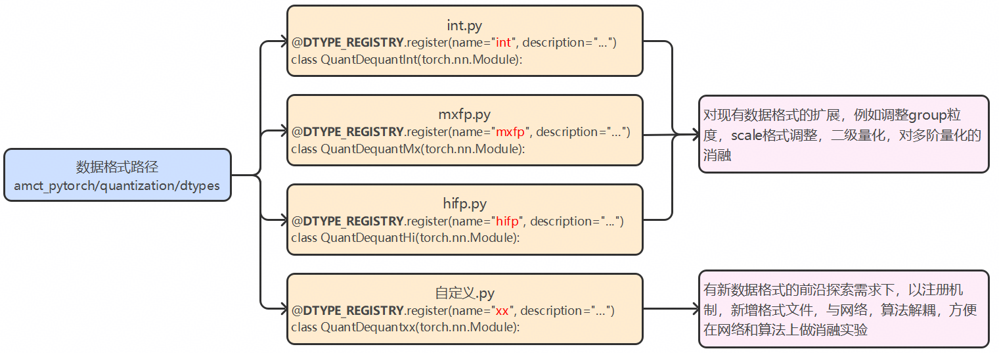 int.py
@DTYPE_REGISTRY.register(name="int", description="...")
class QuantDequantInt(torch.nn.Module):
mxfp.py
@DTYPE_REGISTRY.register(name="mxfp", description="...")
class QuantDequantMx(torch.nn.Module):
对现有数据格式的扩展，例如调整group粒
度，scale格式调整，二级量化，对多阶量化的
消融
数据格式路径
amct_pytorch/quantization/dtypes
hifp.py
@DTYPE_REGISTRY.register(name="hifp", description="...")
class QuantDequantHi(torch.nn.Module):
自定义.py
@DTYPE_REGISTRY.register(name="xx", description="...")
class QuantDequantxx(torch.nn.Module):
有新数据格式的前沿探索需求下，以注册机
制，新增格式文件，与网络，算法解耦，方便
在网络和算法上做消融实验